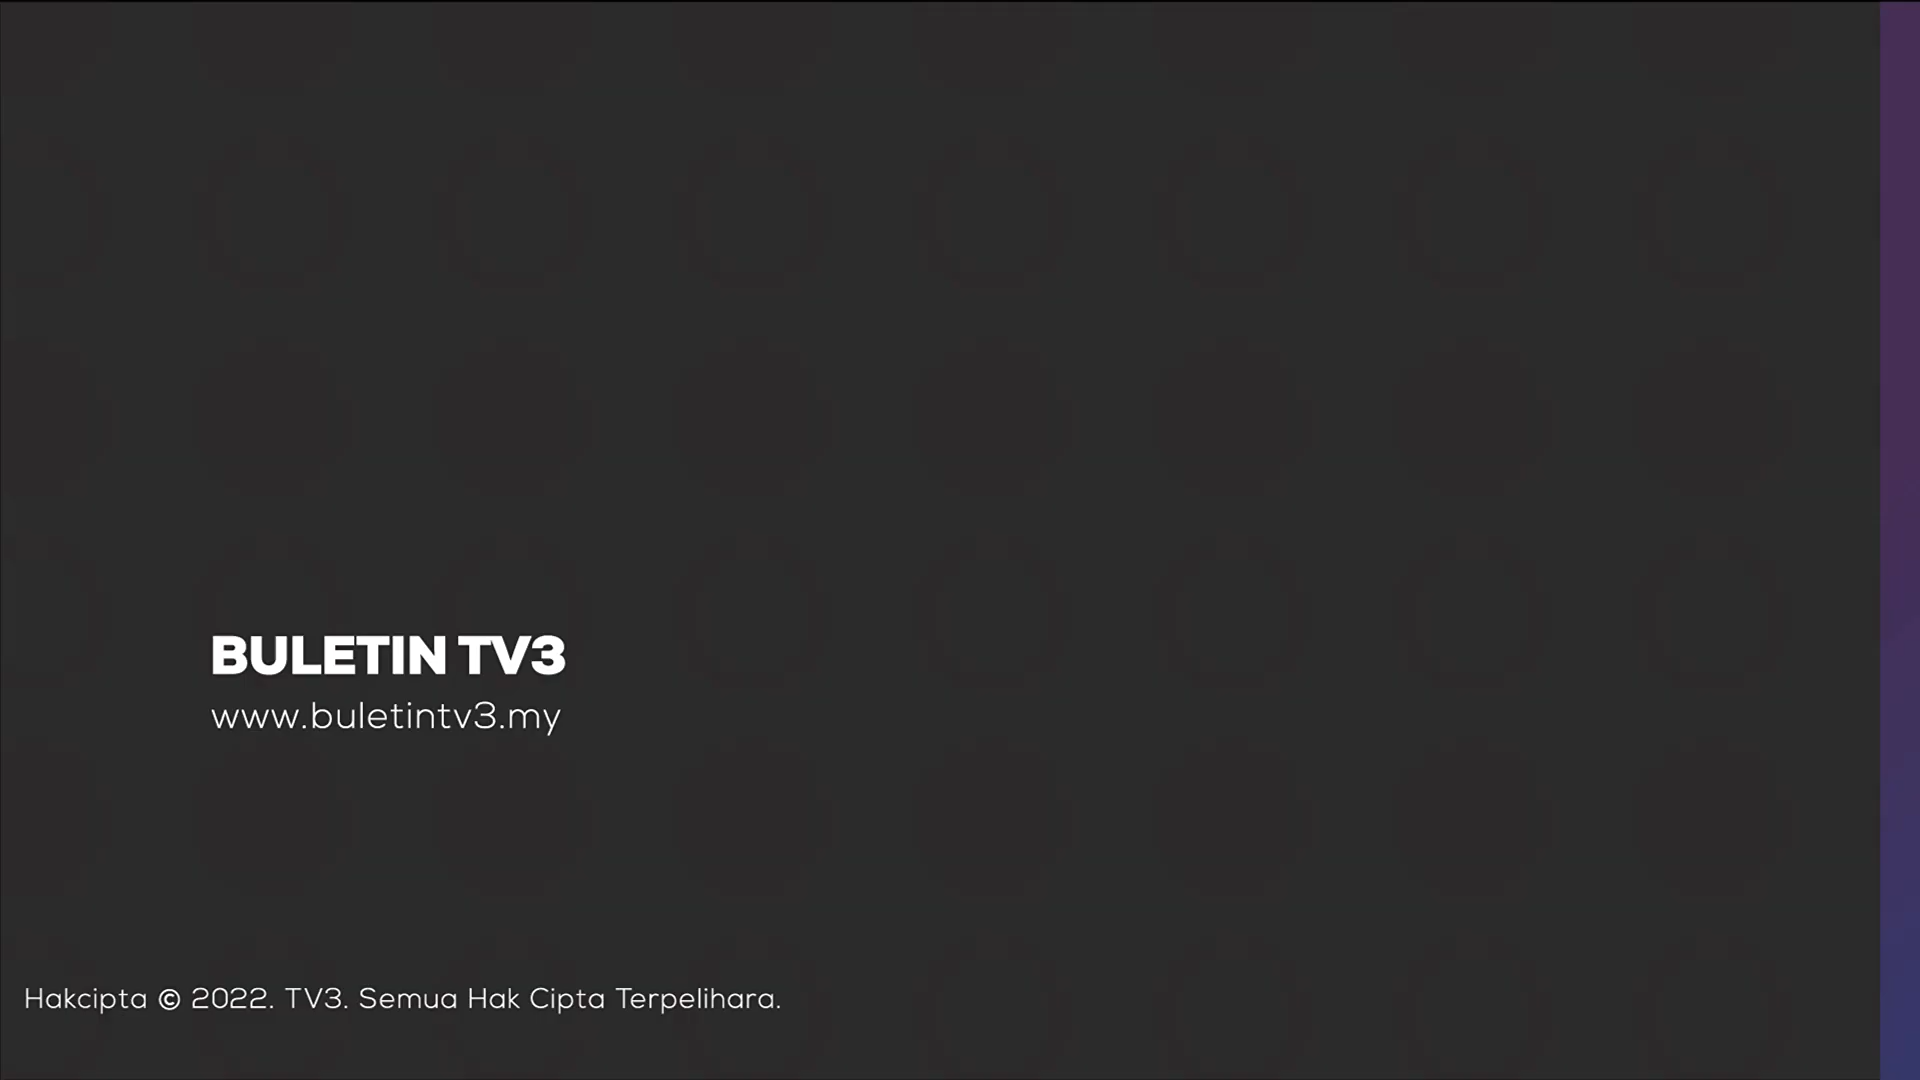 BULETIN TV3
www.buletintv3.my
Hakcipta © 2022. TV3. Semua Hak Cipta Terpelihara.